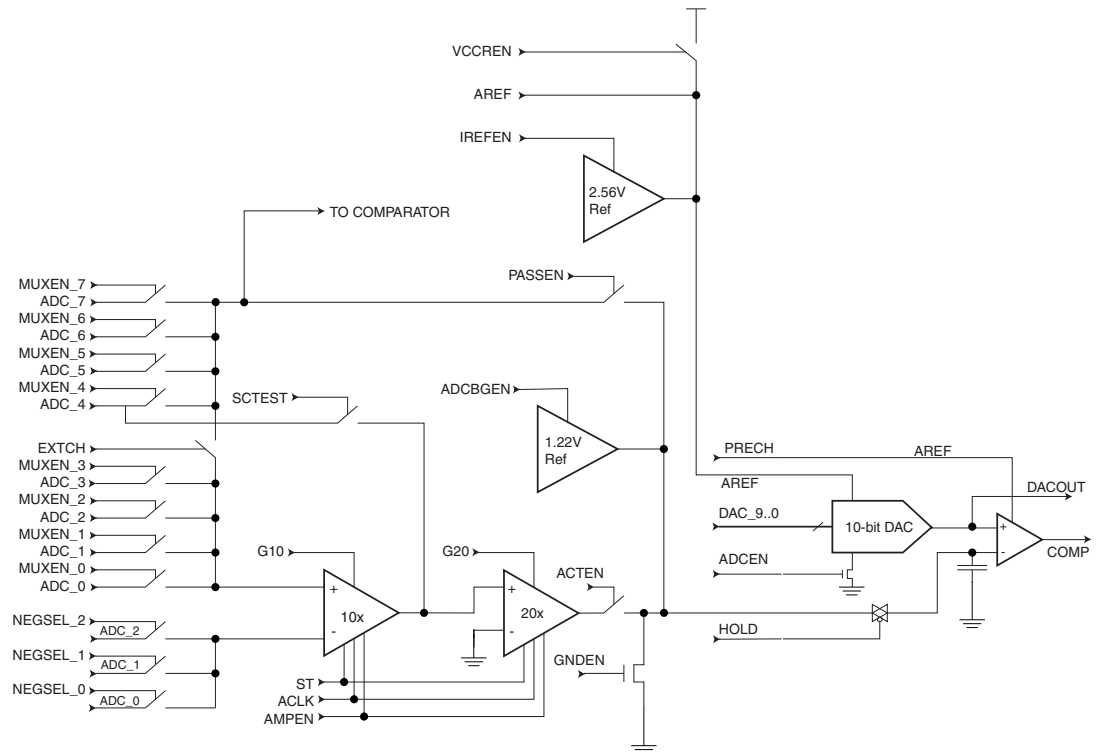 VCCREN
AREF
IREFEN
2.56V
Ref
TO COMPARATOR
PASSEN
MUXEN_7
ADC_7
MUXEN_6
ADC_6
MUXEN_5
ADC_5
MUXEN_4
ADC_4
SCTEST
ADCBGEN
1.22V
Ref
EXTCH
MUXEN_3
ADC_3
MUXEN_2
ADC_2
MUXEN_1
ADC_1
MUXEN_0
ADC_0
PRECH
AREF
AREF
DACOUT
DAC_9..0
10-bit DAC
+
-
COMP
ADCEN
G10
+
10x
-
G20
+
20x
-
ACTEN
HOLD
NEGSEL_2
ADC_2
NEGSEL_1
ADC_1
NEGSEL_0
ADC_0
GNDEN
ST
ACLK
AMPEN